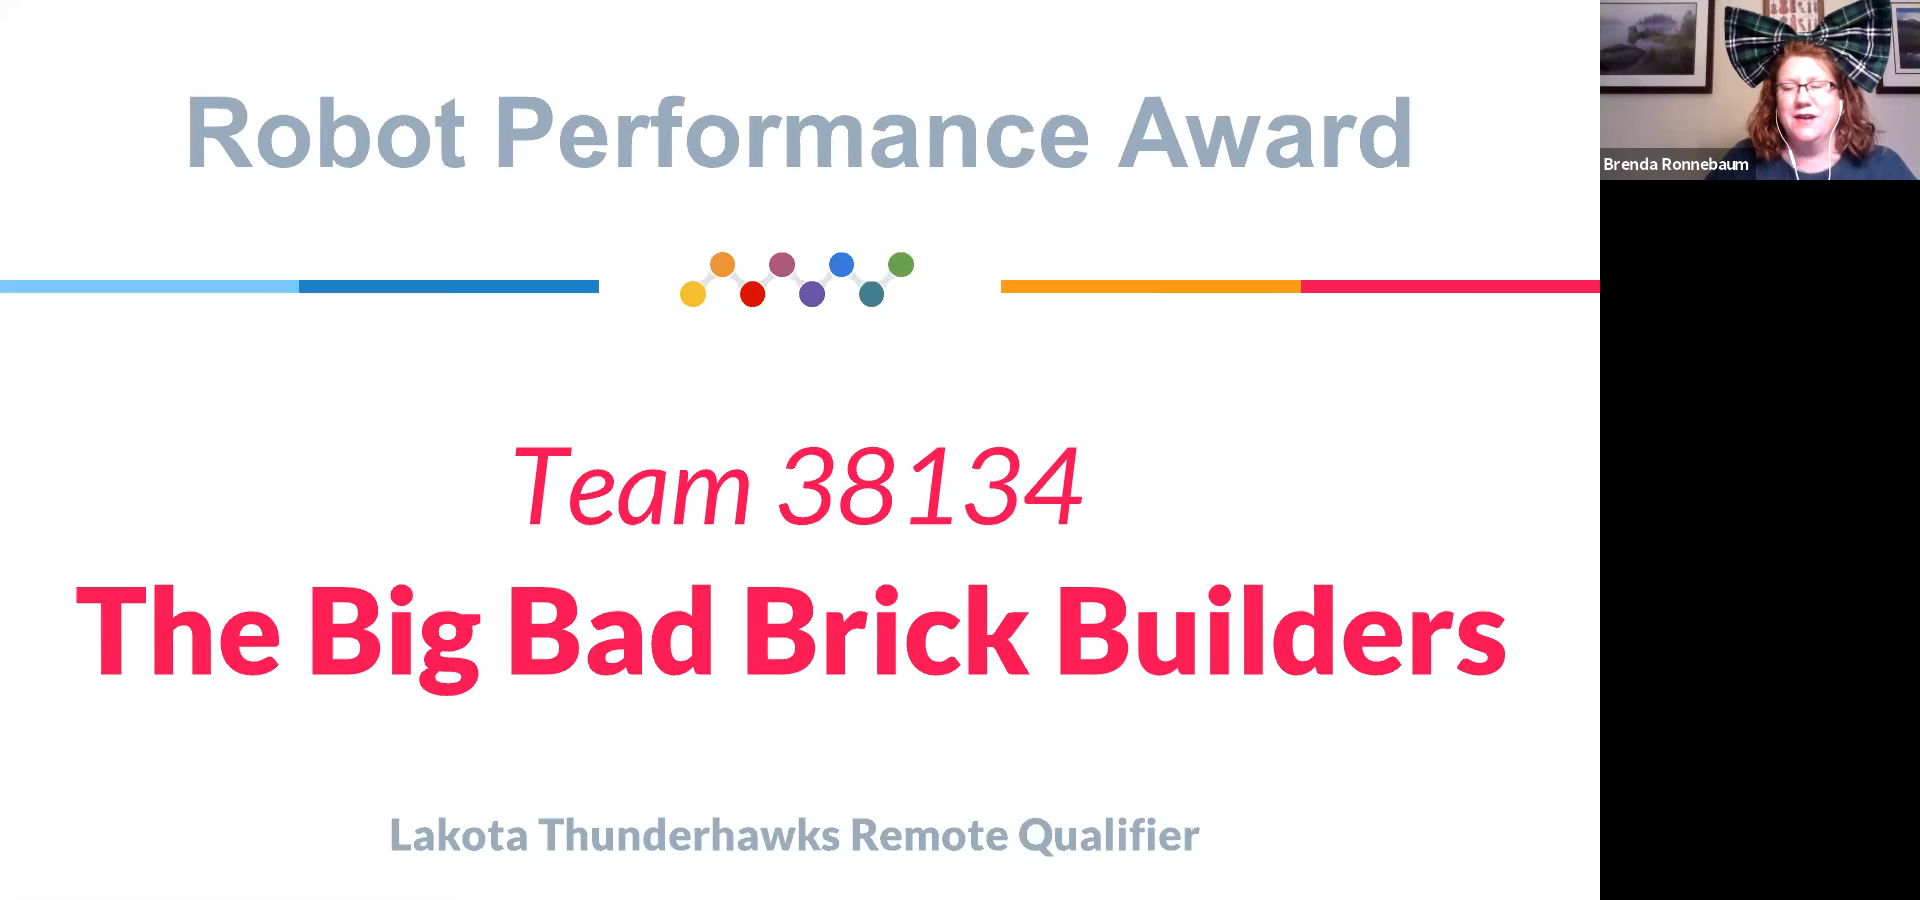 Robot Performance Award
Brenda Ronnebaum
Team 38134
The Big Bad Brick Builders
Lakota Thunderhawks Remote Qualifier